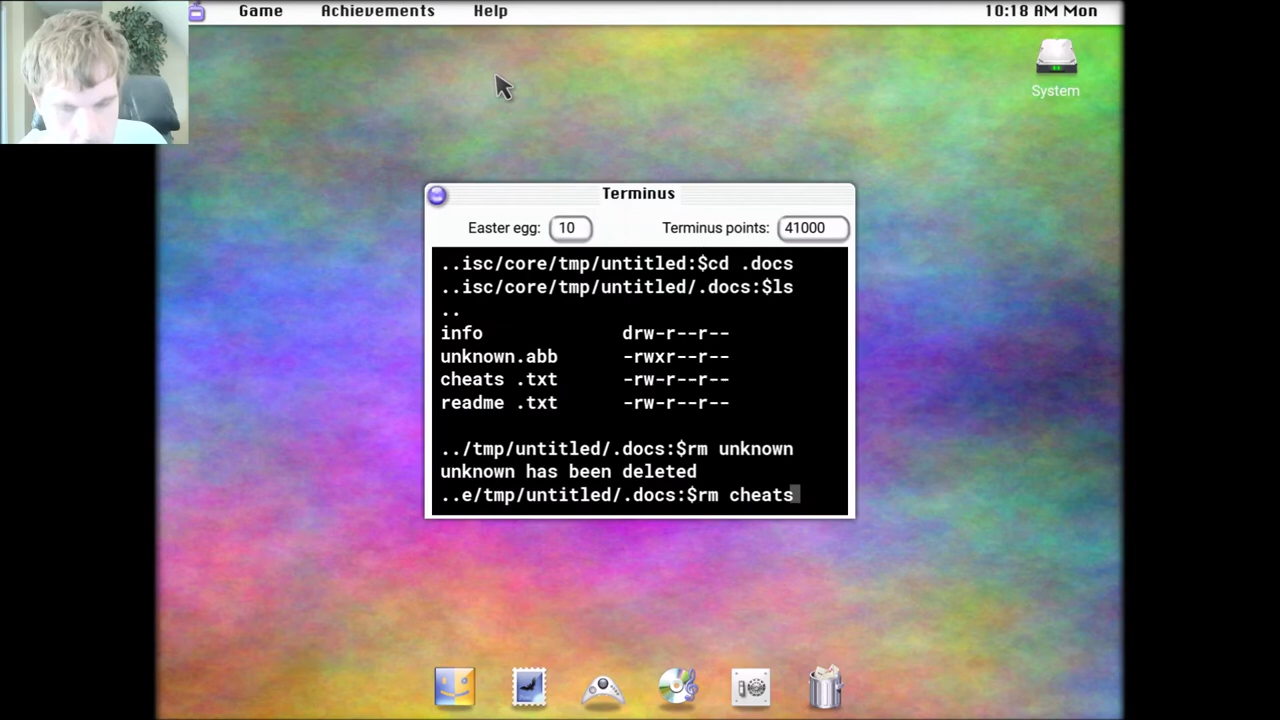 Game Achievements Help 10:18 AM Mon
System
Terminus
Easter egg: 10 Terminus points: 41000
..isc/core/tmp/untitled:$cd .docs
..isc/core/tmp/untitled/.docs:$ls
..
info drw-r--r--
unknown.abb -rwxr--r--
cheats .txt -rw-r--r--
readme .txt -rw-r--r--
../tmp/untitled/.docs:$rm unknown
unknown has been deleted
..e/tmp/untitled/.docs:$rm cheats